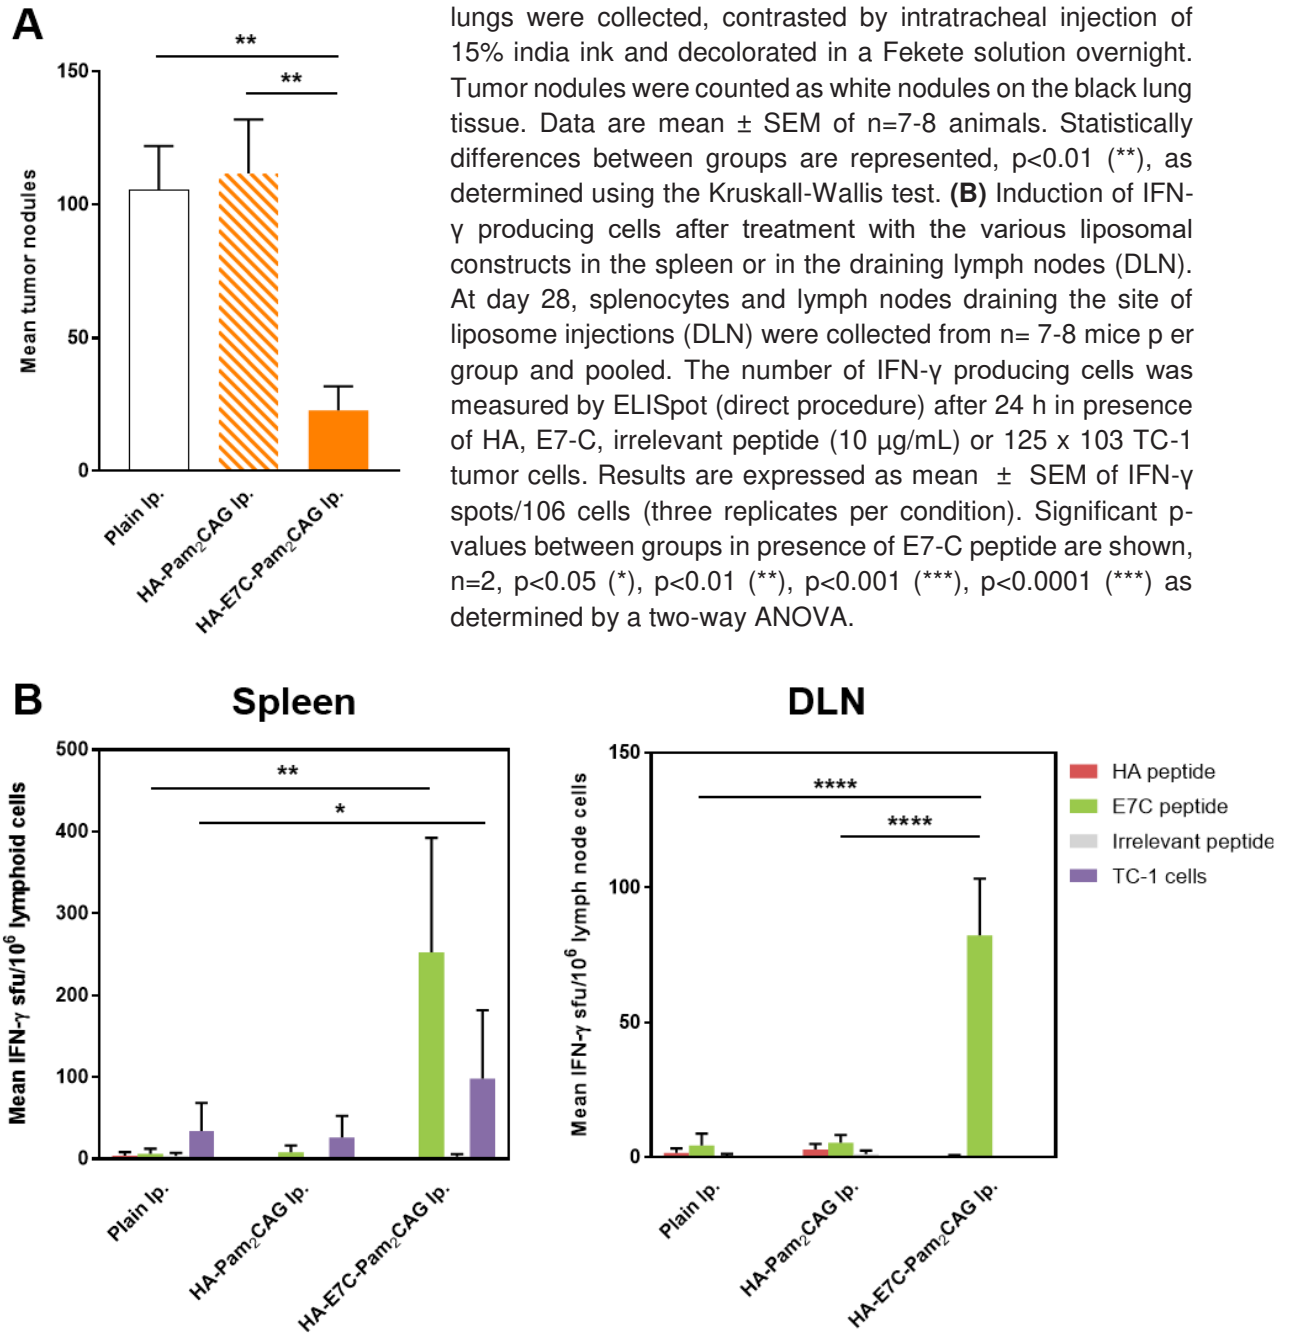 A
**
**
150
100
50
0
Mean tumor nodules
Plain lp.
HA-Pam₂CAG lp.
HA-E7C-Pam₂CAG lp.
lungs were collected, contrasted by intratracheal injection of
15% india ink and decolorated in a Fekete solution overnight.
Tumor nodules were counted as white nodules on the black lung
tissue. Data are mean ± SEM of n=7-8 animals. Statistically
differences between groups are represented, p<0.01 (**), as
determined using the Kruskall-Wallis test. (B) Induction of IFN-
γ producing cells after treatment with the various liposomal
constructs in the spleen or in the draining lymph nodes (DLN).
At day 28, splenocytes and lymph nodes draining the site of
liposome injections (DLN) were collected from n= 7-8 mice p er
group and pooled. The number of IFN-γ producing cells was
measured by ELISpot (direct procedure) after 24 h in presence
of HA, E7-C, irrelevant peptide (10 µg/mL) or 125 x 103 TC-1
tumor cells. Results are expressed as mean ± SEM of IFN-γ
spots/106 cells (three replicates per condition). Significant p-
values between groups in presence of E7-C peptide are shown,
n=2, p<0.05 (*), p<0.01 (**), p<0.001 (***), p<0.0001 (***) as
determined by a two-way ANOVA.
B
Spleen
500
400
300
200
100
0
**
*
Mean IFN-γ sfu/10⁶ lymphoid cells
Plain lp.
HA-Pam₂CAG lp.
HA-E7C-Pam₂CAG lp.
DLN
150
100
50
0
****
****
Mean IFN-γ sfu/10⁶ lymph node cells
Plain lp.
HA-Pam₂CAG lp.
HA-E7C-Pam₂CAG lp.
HA peptide
E7C peptide
Irrelevant peptide
TC-1 cells